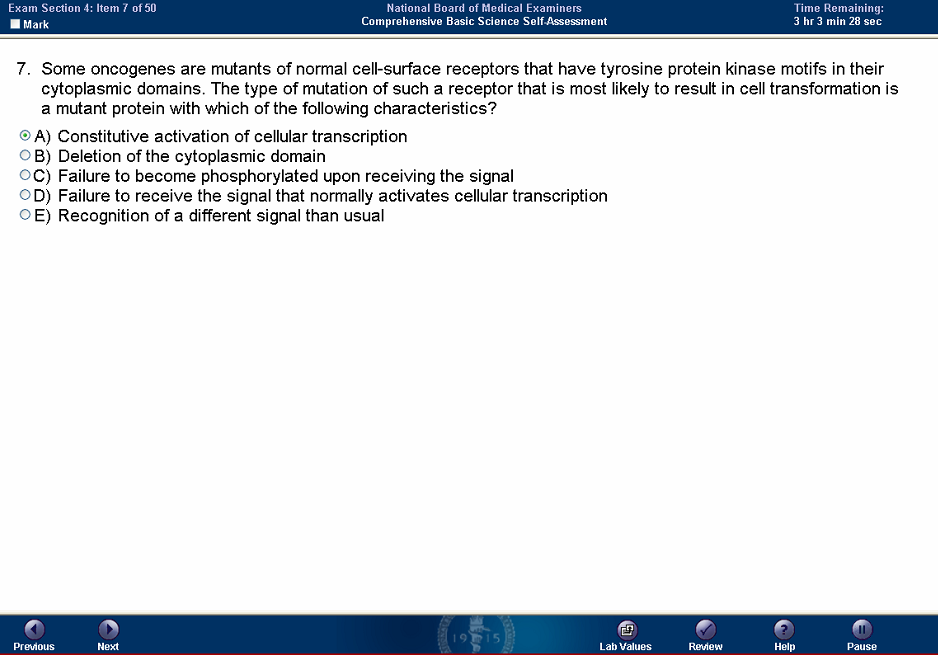 Exam Section 4: Item 7 of 50
National Board of Medical Examiners
Time Remaining:
Mark
Comprehensive Basic Science Self-Assessment
3 hr 3 min 28 sec
7. Some oncogenes are mutants of normal cell-surface receptors that have tyrosine protein kinase motifs in their
cytoplasmic domains. The type of mutation of such a receptor that is most likely to result in cell transformation is
a mutant protein with which of the following characteristics?
A) Constitutive activation of cellular transcription
B) Deletion of the cytoplasmic domain
C) Failure to become phosphorylated upon receiving the signal
D) Failure to receive the signal that normally activates cellular transcription
E) Recognition of a different signal than usual
1915
Previous
Next
Lab Values
Review
Help
Pause